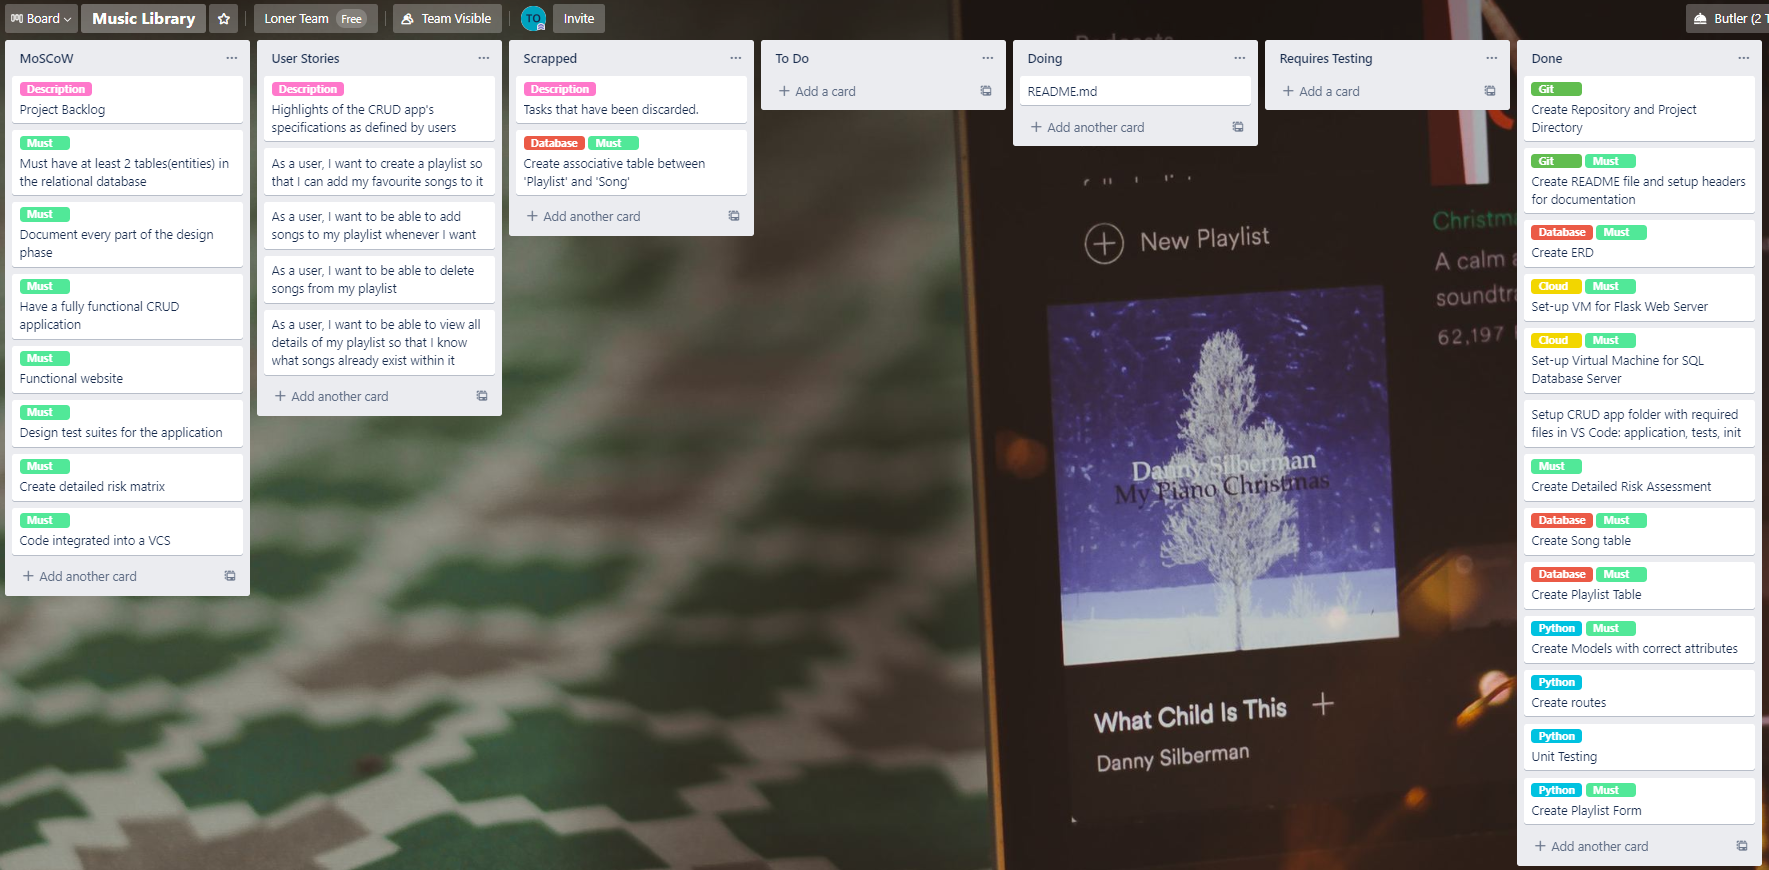 Board
Music Library
Loner Team Free
Team Visible
TO
Invite
Butler (2 T
MoSCoW
Description
Project Backlog
Must
Must have at least 2 tables(entities) in
the relational database
Must
Document every part of the design
phase
Must
Have a fully functional CRUD
application
Must
Functional website
Must
Design test suites for the application
Must
Create detailed risk matrix
Must
Code integrated into a VCS
Add another card
User Stories
Description
Highlights of the CRUD app's
specifications as defined by users
As a user, I want to create a playlist so
that I can add my favourite songs to it
As a user, I want to be able to add
songs to my playlist whenever I want
As a user, I want to be able to delete
songs from my playlist
As a user, I want to be able to view all
details of my playlist so that I know
what songs already exist within it
Add another card
Scrapped
Description
Tasks that have been discarded.
Database Must
Create associative table between
'Playlist' and 'Song'
Add another card
To Do
Add a card
Doing
README.md
Add another card
Requires Testing
Add a card
Done
Git
Create Repository and Project
Directory
Git Must
Create README file and setup headers
for documentation
Database Must
Create ERD
Cloud Must
Set-up VM for Flask Web Server
Cloud Must
Set-up Virtual Machine for SQL
Database Server
Setup CRUD app folder with required
files in VS Code: application, tests, init
Must
Create Detailed Risk Assessment
Database Must
Create Song table
Database Must
Create Playlist Table
Python Must
Create Models with correct attributes
Python
Create routes
Python
Unit Testing
Python Must
Create Playlist Form
Add another card
New Playlist
Danny Silberman
My Piano Christmas
What Child Is This
Danny Silberman
Christm
A calm
soundtr
62,197